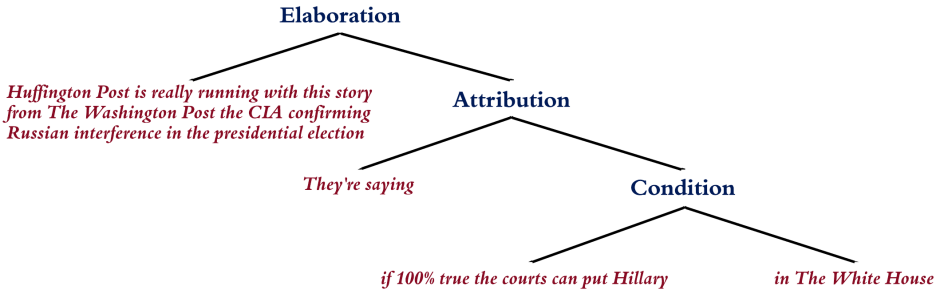 Elaboration
Huffington Post is really running with this story
from The Washington Post the CIA confirming
Russian interference in the presidential election
Attribution
They're saying
Condition
if 100% true the courts can put Hillary
in The White House